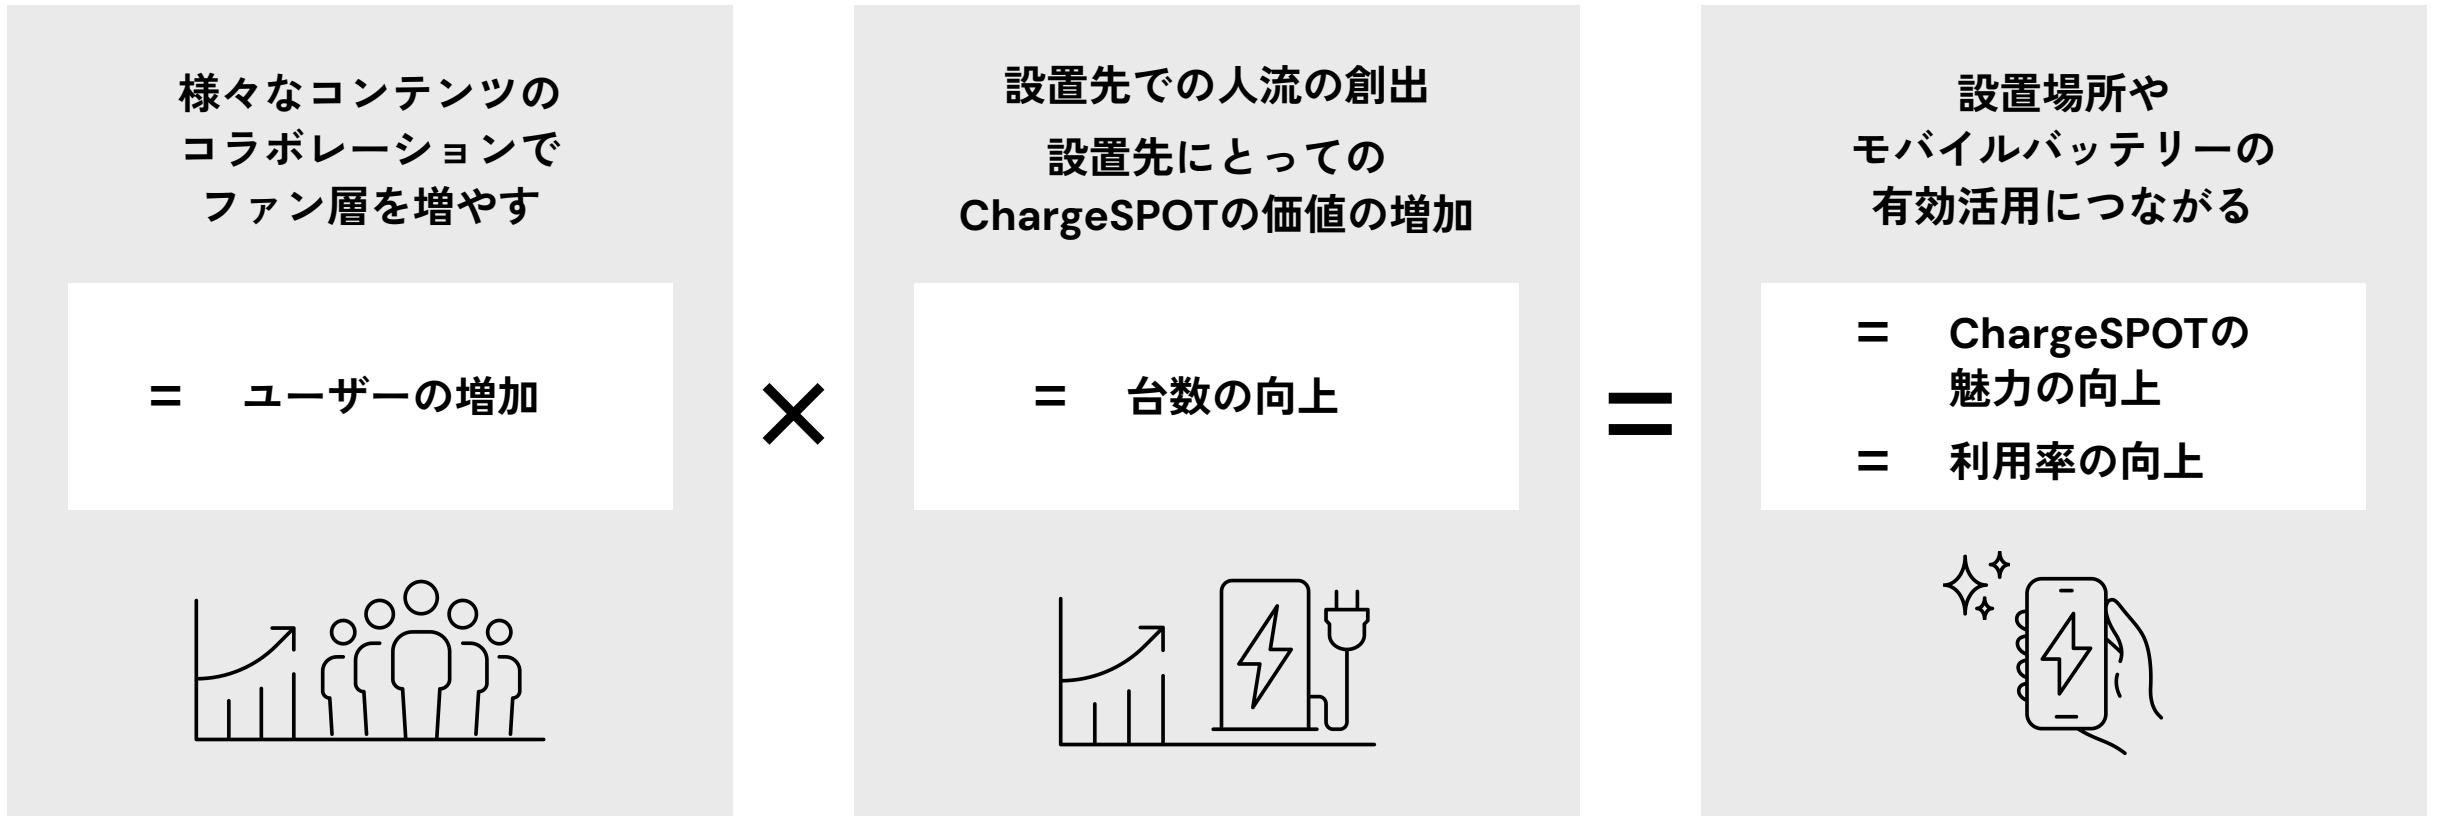 様々なコンテンツの
コラボレーションで
ファン層を増やす
= ユーザーの増加
×
設置先での人流の創出
設置先にとっての
ChargeSPOTの価値の増加
= 台数の向上
=
設置場所や
モバイルバッテリーの
有効活用につながる
= ChargeSPOTの
魅力の向上
= 利用率の向上